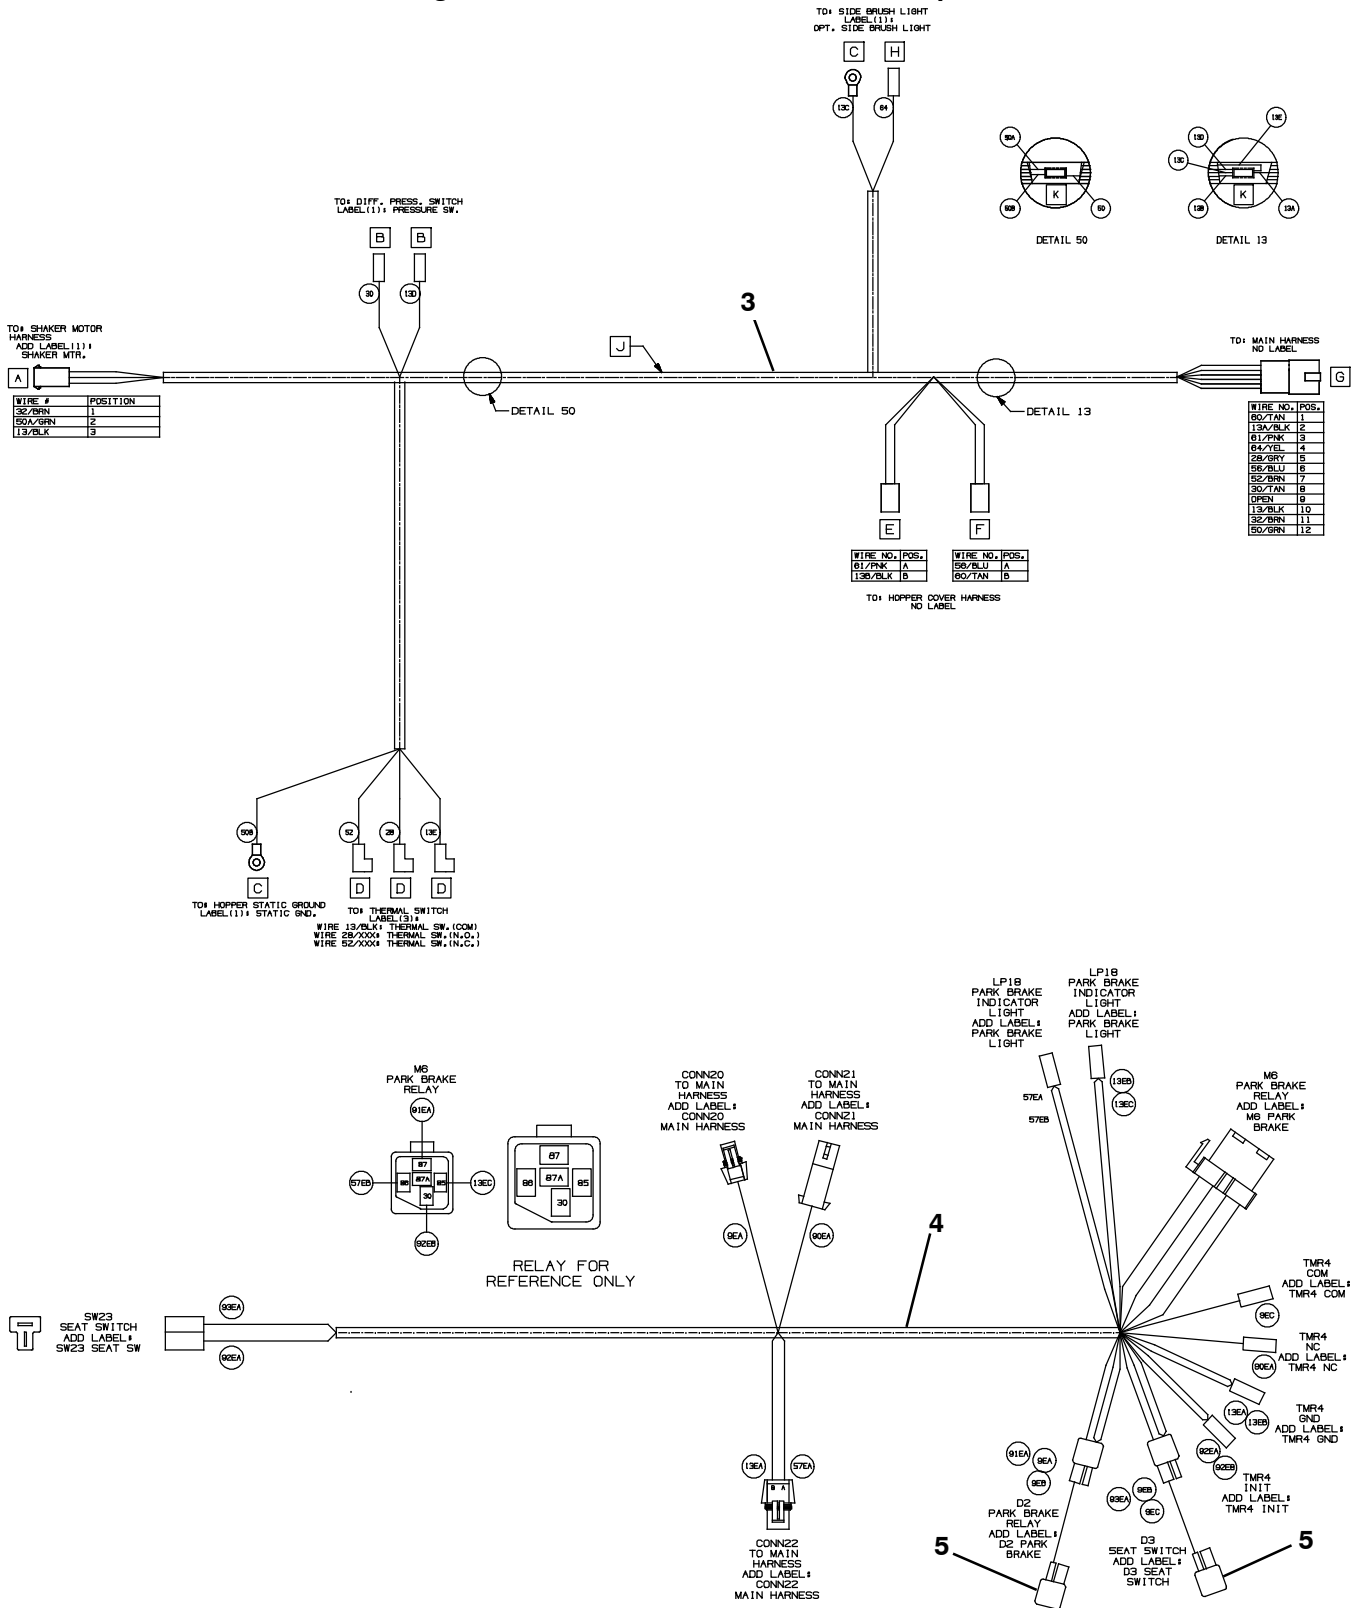 TO: SIDE BRUSH LIGHT
LABEL(1):
OPT. SIDE BRUSH LIGHT
C
H
13C
64
50A
50B
50
K
DETAIL 50
13E
13D
13C
13B
13A
K
DETAIL 13
TO: DIFF. PRESS. SWITCH
LABEL(1): PRESSURE SW.
B
B
30
13D
3
J
TO: SHAKER MOTOR
HARNESS
ADD LABEL(1):
SHAKER MTR.
A
WIRE # POSITION
32/BRN 1
50A/GRN 2
13/BLK 3
DETAIL 50
DETAIL 13
TO: MAIN HARNESS
NO LABEL
G
WIRE NO. POS.
60/TAN 1
13A/BLK 2
61/PNK 3
64/YEL 4
28/GRY 5
56/BLU 6
52/BRN 7
30/TAN 8
OPEN 9
13/BLK 10
32/BRN 11
50/GRN 12
E
F
WIRE NO. POS.
61/PNK A
13B/BLK B
WIRE NO. POS.
56/BLU A
60/TAN B
TO: HOPPER COVER HARNESS
NO LABEL
50B
52
28
13E
C
D
D
D
TO: HOPPER STATIC GROUND
LABEL(1): STATIC GND.
TO: THERMAL SWITCH
LABEL(3):
WIRE 13/BLK: THERMAL SW.(COM)
WIRE 28/XXX: THERMAL SW.(N.O.)
WIRE 52/XXX: THERMAL SW.(N.C.)
LP18
PARK BRAKE
INDICATOR
LIGHT
ADD LABEL:
PARK BRAKE
LIGHT
LP18
PARK BRAKE
INDICATOR
LIGHT
ADD LABEL:
PARK BRAKE
LIGHT
57EA
57EB
13EB
13EC
M6
PARK BRAKE
RELAY
ADD LABEL:
M6 PARK
BRAKE
M6
PARK BRAKE
RELAY
91EA
87
86
87A
85
30
57EB
13EC
92EB
87
86
87A
85
30
RELAY FOR
REFERENCE ONLY
CONN20
TO MAIN
HARNESS
ADD LABEL:
CONN20
MAIN HARNESS
CONN21
TO MAIN
HARNESS
ADD LABEL:
CONN21
MAIN HARNESS
9EA
90EA
4
SW23
SEAT SWITCH
ADD LABEL:
SW23 SEAT SW
93EA
92EA
TMR4
COM
ADD LABEL:
TMR4 COM
9EC
TMR4
NC
ADD LABEL:
TMR4 NC
90EA
TMR4
GND
ADD LABEL:
TMR4 GND
13EA
13EB
TMR4
INIT
ADD LABEL:
TMR4 INIT
92EA
92EB
13EA
57EA
B A
CONN22
TO MAIN
HARNESS
ADD LABEL:
CONN22
MAIN HARNESS
91EA
9EA
9EB
D2
PARK BRAKE
RELAY
ADD LABEL:
D2 PARK
BRAKE
5
93EA
9EB
9EC
D3
SEAT SWITCH
ADD LABEL:
D3 SEAT
SWITCH
5